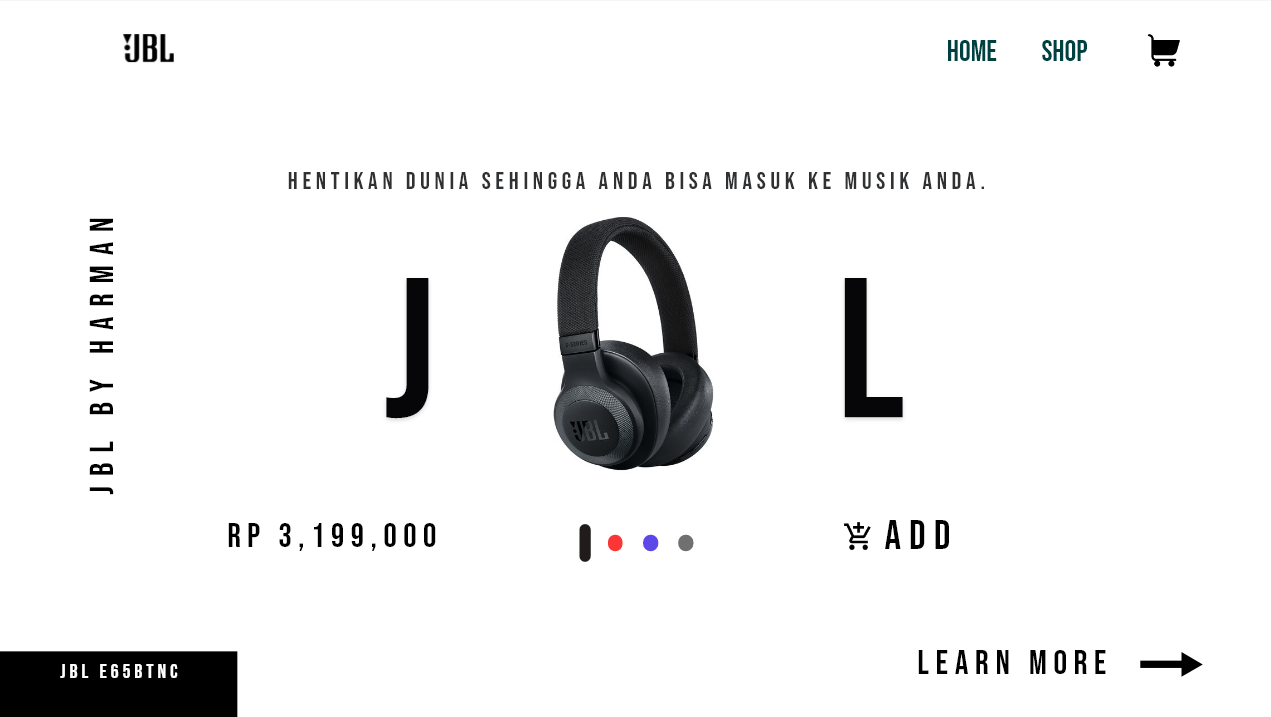 JBL
HOME
SHOP
HENTIKAN DUNIA SEHINGGA ANDA BISA MASUK KE MUSIK ANDA.
JBL BY HARMAN
J
JBL
L
RP 3,199,000
ADD
LEARN MORE
JBL E65BTNC